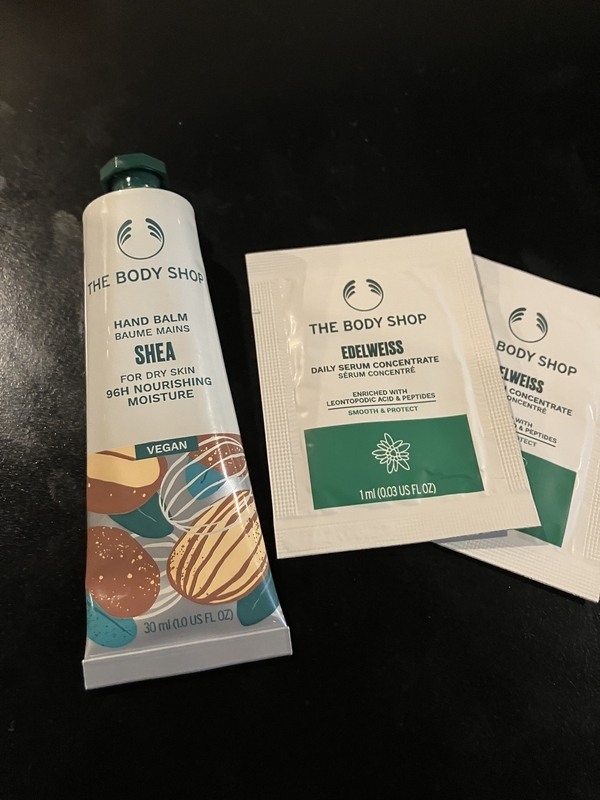 THE BODY SHOP
HAND BALM
BAUME MAINS
SHEA
FOR DRY SKIN
96H NOURISHING
MOISTURE
VEGAN
30 ml (1.0 US FL OZ)
THE BODY SHOP
EDELWEISS
DAILY SERUM CONCENTRATE
SÉRUM CONCENTRÉ
ENRICHED WITH
LEONTOPODIC ACID & PEPTIDES
SMOOTH & PROTECT
1 ml (0.03 US FL OZ)
BODY SHOP
CONCENTRATE
CONCENTRÉ
WITH
& PEPTIDES